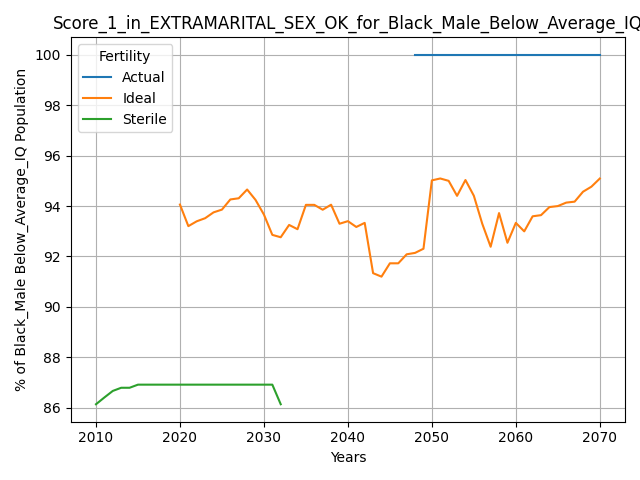 Score_1_in_EXTRAMARITAL_SEX_OK_for_Black_Male_Below_Average_IQ
Fertility
Actual
Ideal
Sterile
% of Black_Male Below_Average_IQ Population
100
98
96
94
92
90
88
86
2010 2020 2030 2040 2050 2060 2070
Years